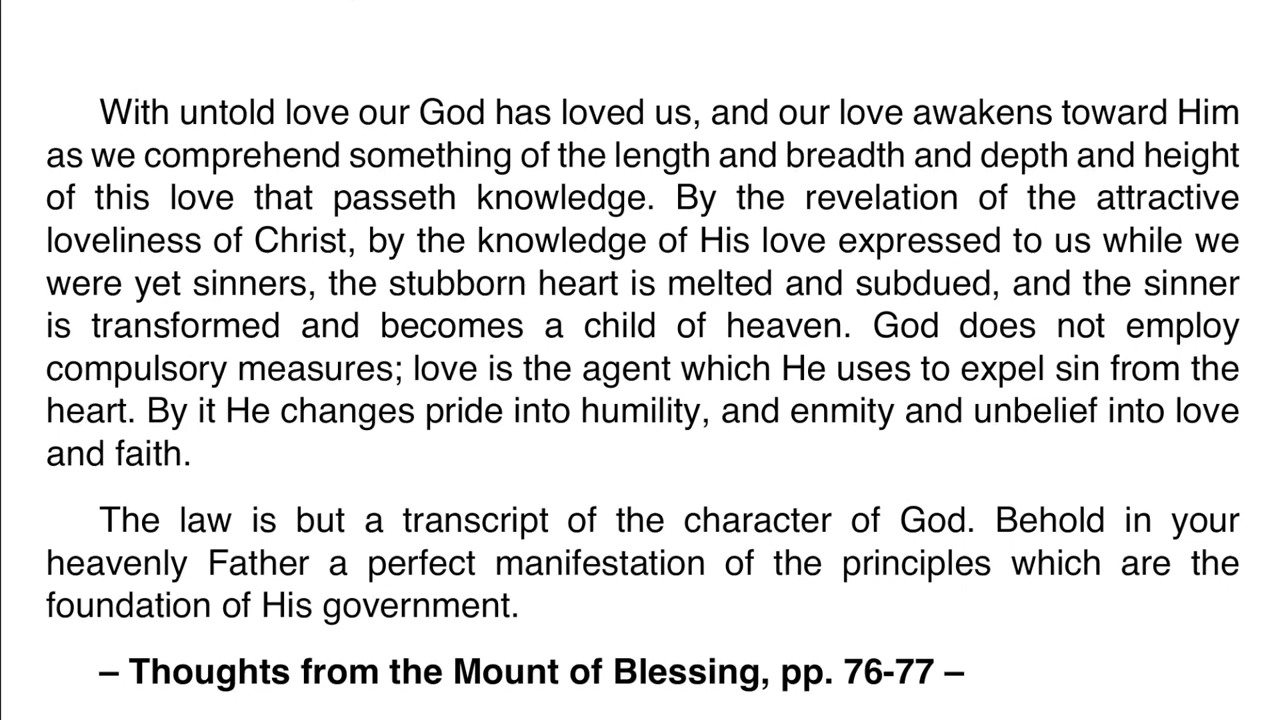 With untold love our God has loved us, and our love awakens toward Him
as we comprehend something of the length and breadth and depth and height
of this love that passeth knowledge. By the revelation of the attractive
loveliness of Christ, by the knowledge of His love expressed to us while we
were yet sinners, the stubborn heart is melted and subdued, and the sinner
is transformed and becomes a child of heaven. God does not employ
compulsory measures; love is the agent which He uses to expel sin from the
heart. By it He changes pride into humility, and enmity and unbelief into love
and faith.
The law is but a transcript of the character of God. Behold in your
heavenly Father a perfect manifestation of the principles which are the
foundation of His government.
– Thoughts from the Mount of Blessing, pp. 76-77 –